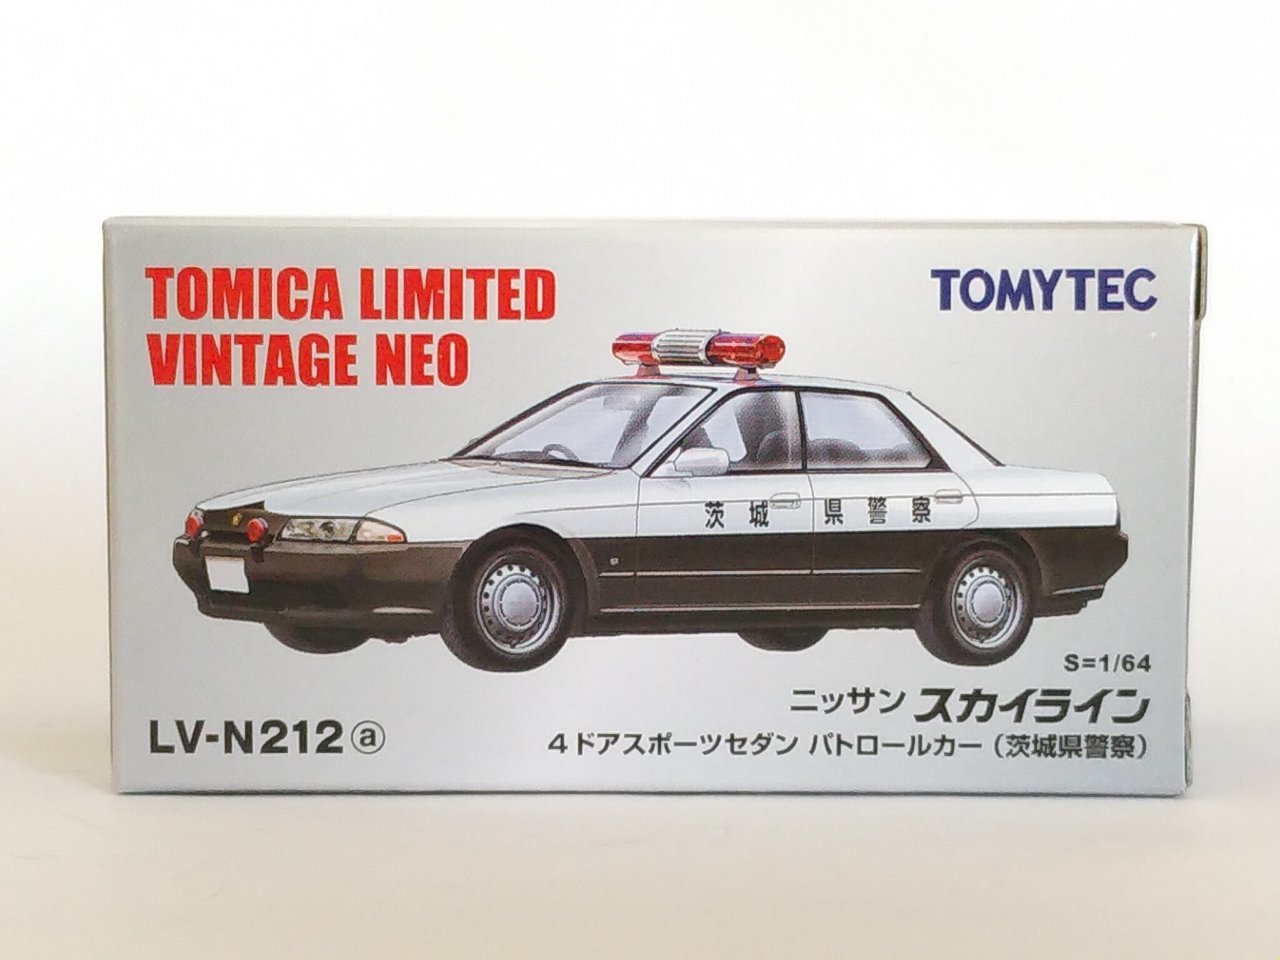 TOMICA LIMITED
VINTAGE NEO
TOMYTEC
茨城県警察
S=1/64
ニッサン スカイライン
LV-N212ⓐ
4ドアスポーツセダン パトロールカー（茨城県警察）